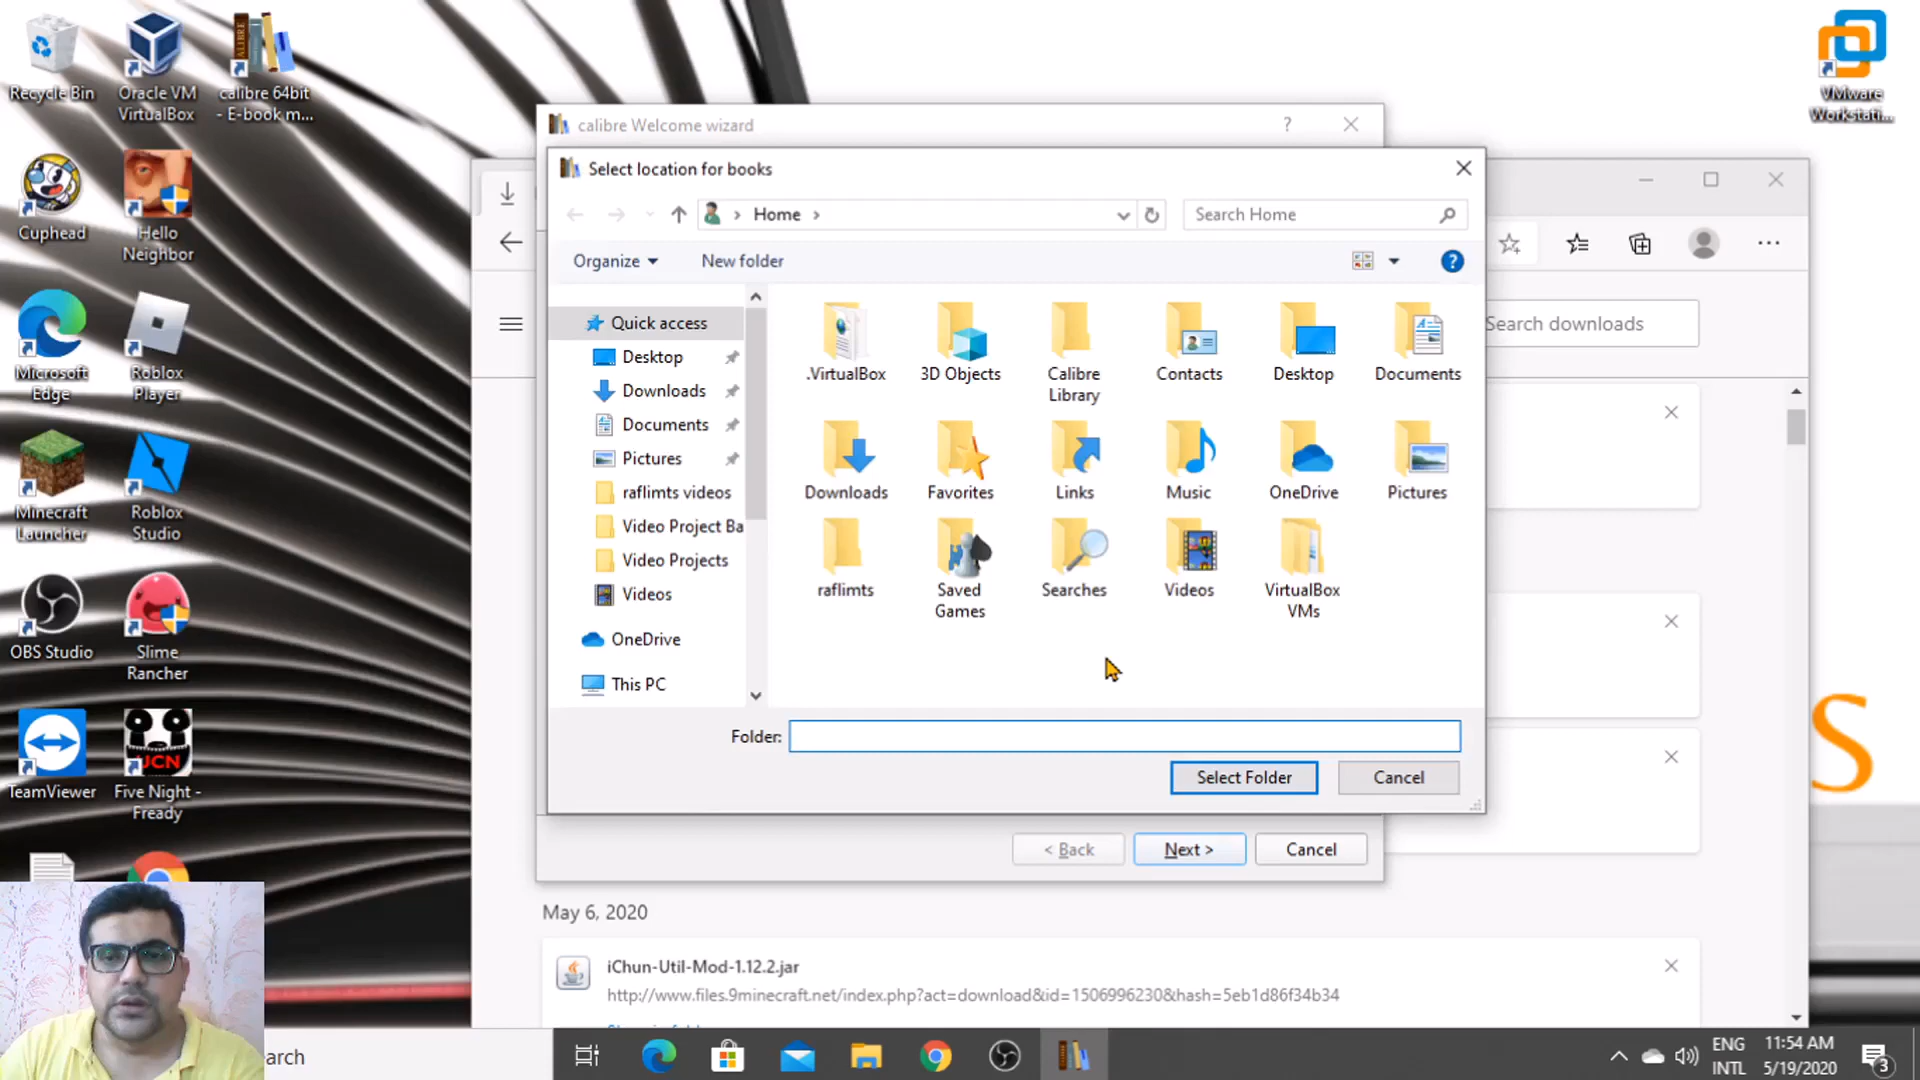 Recycle Bin
Oracle VM
VirtualBox
calibre 64bit
- E-book m...
VMware
Workstati...
Cuphead
Hello
Neighbor
Microsoft
Edge
Roblox
Player
Minecraft
Launcher
Roblox
Studio
OBS Studio
Slime
Rancher
TeamViewer
UCN
Five Night -
Fready
calibre Welcome wizard
?
Select location for books
Home
Search Home
Organize
New folder
?
Quick access
Desktop
Downloads
Documents
Pictures
raflimts videos
Video Project Ba
Video Projects
Videos
OneDrive
This PC
.VirtualBox
3D Objects
Calibre
Library
Contacts
Desktop
Documents
Downloads
Favorites
Links
Music
OneDrive
Pictures
raflimts
Saved
Games
Searches
Videos
VirtualBox
VMs
Folder:
Select Folder
Cancel
< Back
Next >
Cancel
Search downloads
S
May 6, 2020
iChun-Util-Mod-1.12.2.jar
http://www.files.9minecraft.net/index.php?act=download&id=1506996230&hash=5eb1d86f34b34
arch
ENG
INTL
11:54 AM
5/19/2020
3